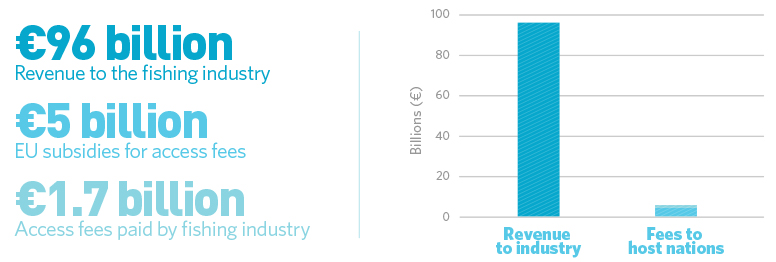 €96 billion
Revenue to the fishing industry
€5 billion
EU subsidies for access fees
€1.7 billion
Access fees paid by fishing industry
Billions (€)
100
80
60
40
20
0
Revenue
to industry
Fees to
host nations